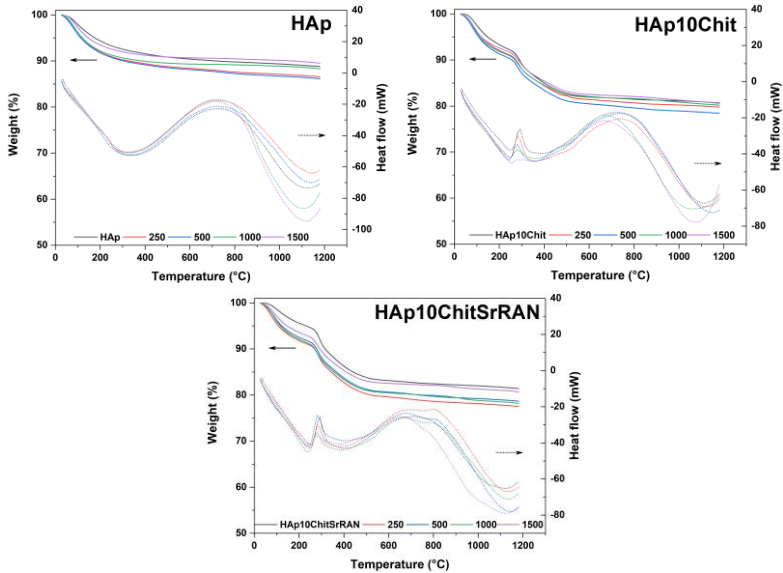 HAp
Weight (%)
100
90
80
70
60
50
40
20
0
-20
-40
-60
-80
-100
Heat flow (mW)
HAp 250 500 1000 1500
0 200 400 600 800 1000 1200
Temperature (°C)
HAp10Chit
Weight (%)
100
90
80
70
60
50
40
20
0
-20
-40
-60
-80
Heat flow (mW)
HAp10Chit 250 500 1000 1500
0 200 400 600 800 1000 1200
Temperature (°C)
HAp10ChitSrRAN
Weight (%)
100
90
80
70
60
50
40
20
0
-20
-40
-60
-80
Heat flow (mW)
HAp10ChitSrRAN 250 500 1000 1500
0 200 400 600 800 1000 1200
Temperature (°C)